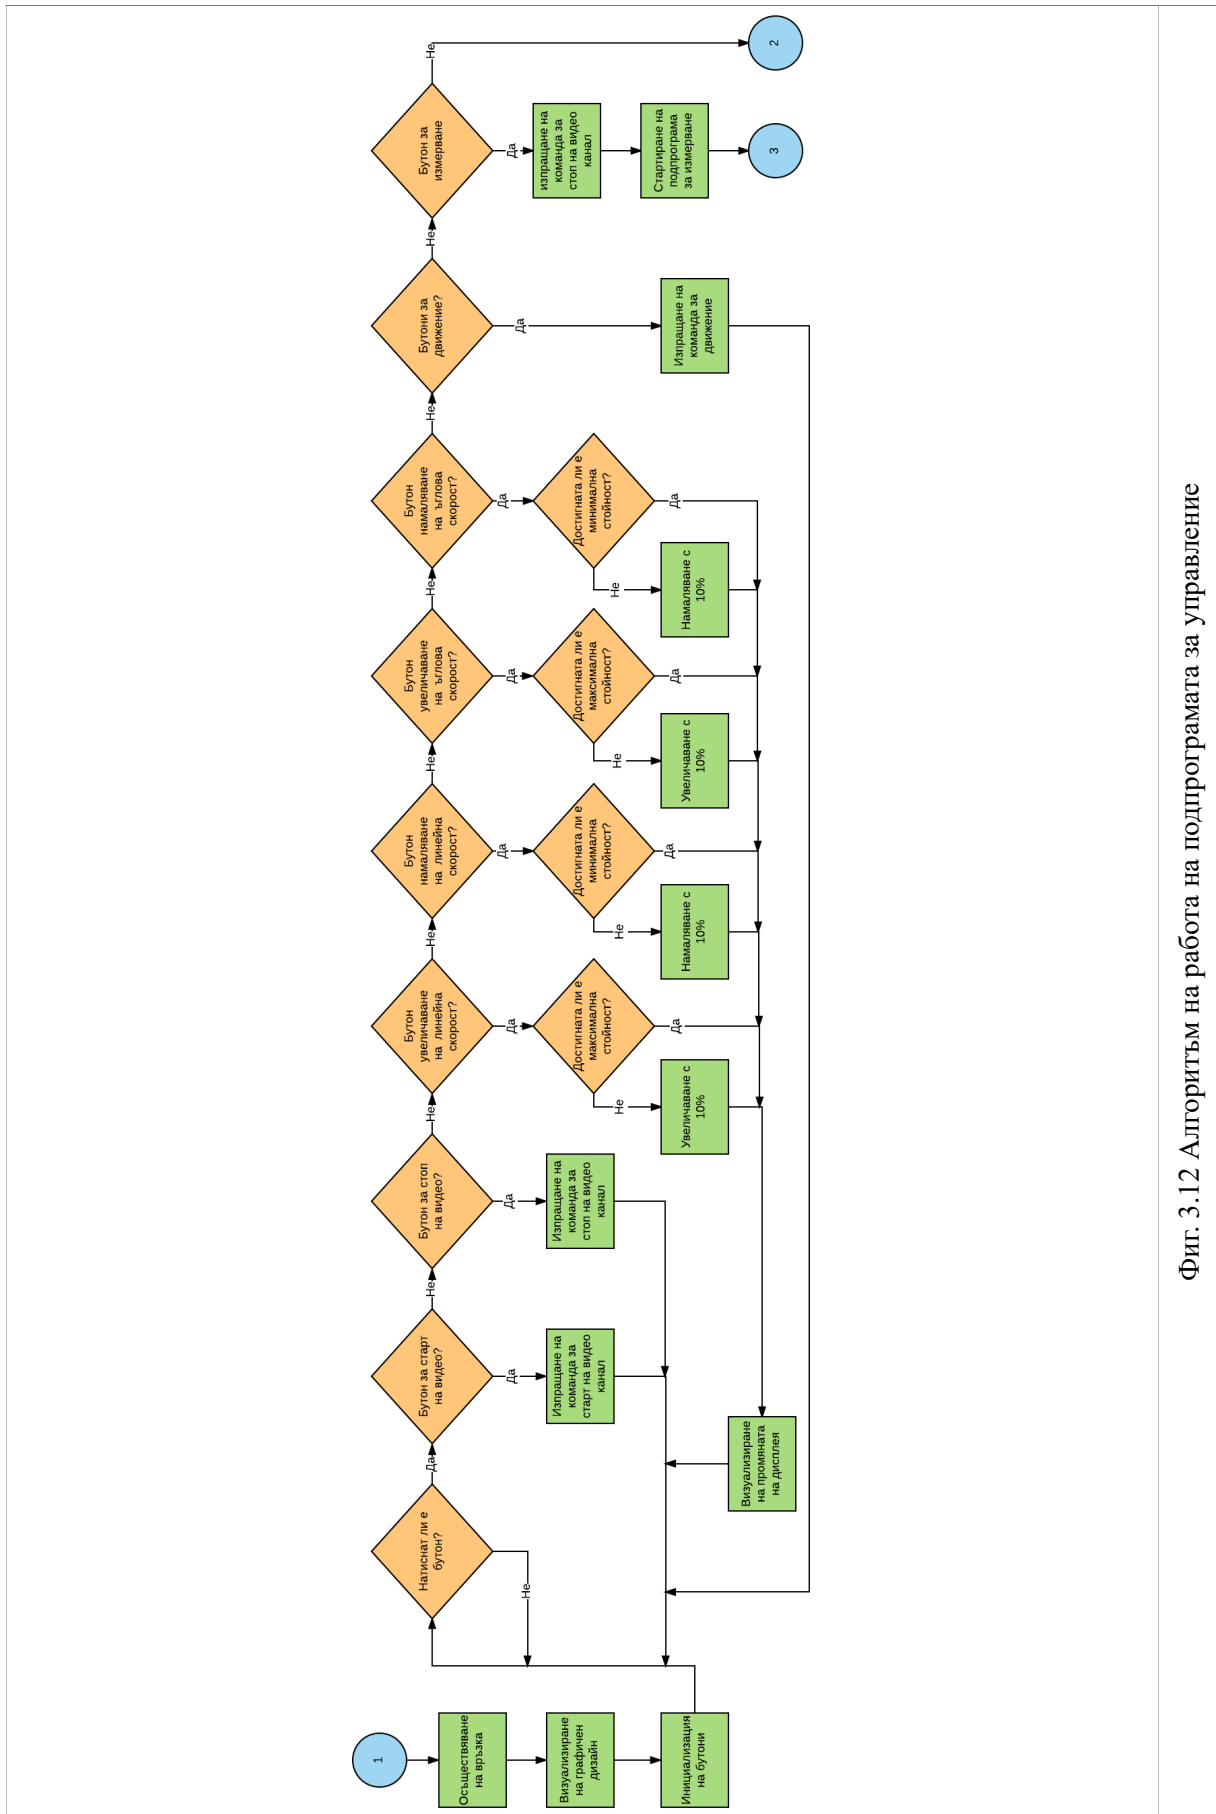 1
Осъществяване
на връзка
Визуализиране
на графичен
дизайн
Инициализация
на бутони
Натиснат ли е
бутон?
Не
Да
Бутон за старт
на видео?
Да
Изпращане на
команда за
старт на видео
канал
Не
Бутон за стоп
на видео?
Да
Изпращане на
команда за
стоп на видео
канал
Не
Бутон
увеличаване
на линейна
скорост?
Да
Достигната ли е
максимална
стойност?
Да
Не
Увеличаване с
10%
Не
Бутон
намаляване
на линейна
скорост?
Да
Достигната ли е
минимална
стойност?
Да
Не
Намаляване с
10%
Не
Бутон
увеличаване
на ъглова
скорост?
Да
Достигната ли е
максимална
стойност?
Да
Не
Увеличаване с
10%
Не
Бутон
намаляване
на ъглова
скорост?
Да
Достигната ли е
минимална
стойност?
Да
Не
Намаляване с
10%
Визуализиране
на промяната
на дисплея
Не
Бутони за
движение?
Да
Изпращане на
команда за
движение
Не
Бутон за
измерване
Да
изпращане на
команда за
стоп на видео
канал
Стартиране на
подпрограма
за измерване
3
Не
2
Фиг. 3.12 Алгоритъм на работа на подпрограмата за управление